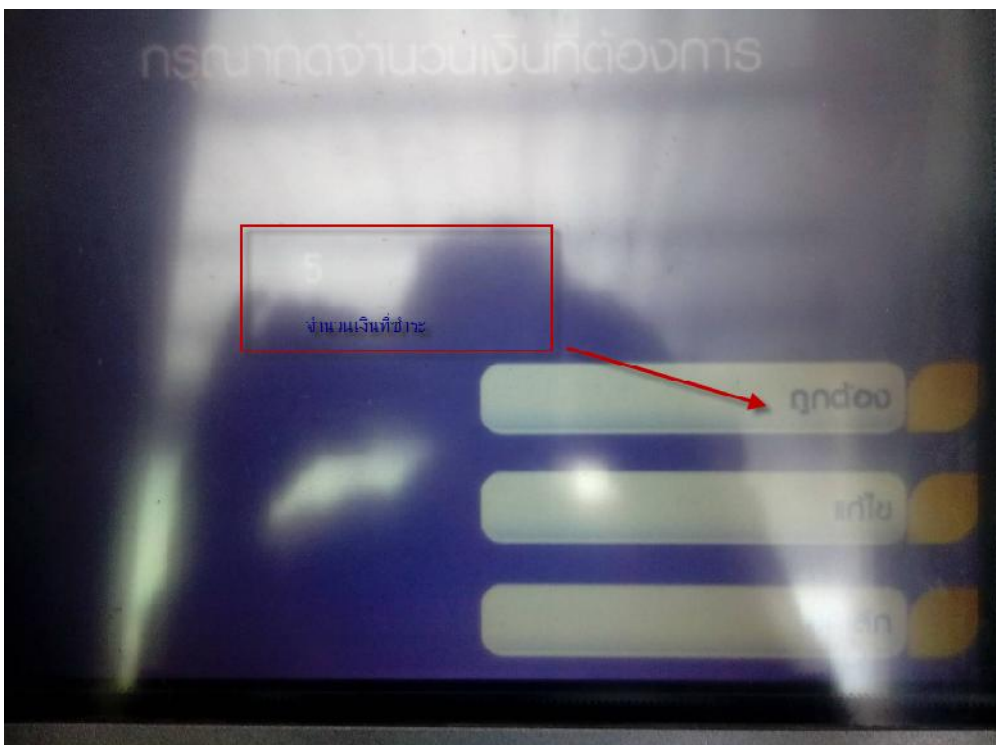 กรุณากดจำนวนเงินที่ต้องการ
5
จำนวนเงินที่ชำระ
ถูกต้อง
แก้ไข